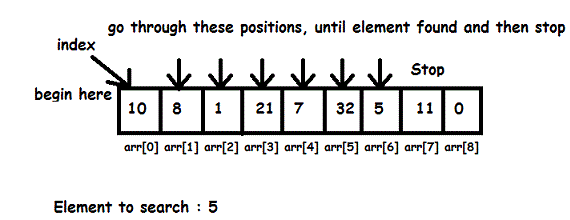 go through these positions, until element found and then stop
index
Stop
begin here
10 8 1 21 7 32 5 11 0
arr[0] arr[1] arr[2] arr[3] arr[4] arr[5] arr[6] arr[7] arr[8]
Element to search : 5